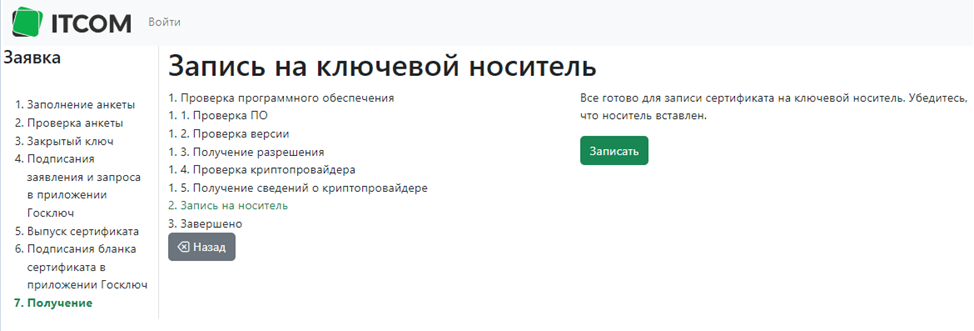 ITCOM Войти
Заявка
1. Заполнение анкеты
2. Проверка анкеты
3. Закрытый ключ
4. Подписания
заявления и запроса
в приложении
Госключ
5. Выпуск сертификата
6. Подписания бланка
сертификата в
приложении Госключ
7. Получение
Запись на ключевой носитель
1. Проверка программного обеспечения
1. 1. Проверка ПО
1. 2. Проверка версии
1. 3. Получение разрешения
1. 4. Проверка криптопровайдера
1. 5. Получение сведений о криптопровайдере
2. Запись на носитель
3. Завершено
Назад
Все готово для записи сертификата на ключевой носитель. Убедитесь,
что носитель вставлен.
Записать